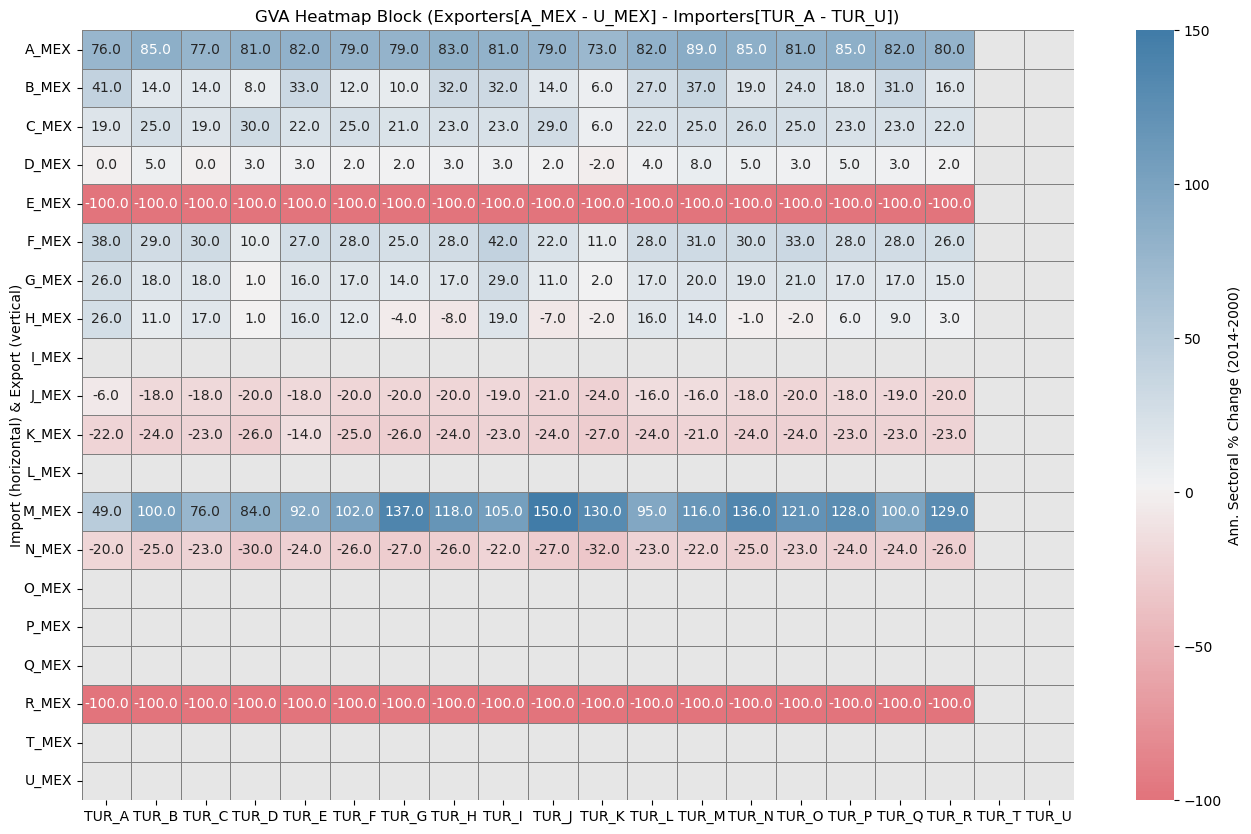 GVA Heatmap Block (Exporters[A_MEX - U_MEX] - Importers[TUR_A - TUR_U])
Import (horizontal) & Export (vertical)
A_MEX 76.0 85.0 77.0 81.0 82.0 79.0 79.0 83.0 81.0 79.0 73.0 82.0 89.0 85.0 81.0 85.0 82.0 80.0
B_MEX 41.0 14.0 14.0 8.0 33.0 12.0 10.0 32.0 32.0 14.0 6.0 27.0 37.0 19.0 24.0 18.0 31.0 16.0
C_MEX 19.0 25.0 19.0 30.0 22.0 25.0 21.0 23.0 23.0 29.0 6.0 22.0 25.0 26.0 25.0 23.0 23.0 22.0
D_MEX 0.0 5.0 0.0 3.0 3.0 2.0 2.0 3.0 3.0 2.0 -2.0 4.0 8.0 5.0 3.0 5.0 3.0 2.0
E_MEX -100.0 -100.0 -100.0 -100.0 -100.0 -100.0 -100.0 -100.0 -100.0 -100.0 -100.0 -100.0 -100.0 -100.0 -100.0 -100.0 -100.0 -100.0
F_MEX 38.0 29.0 30.0 10.0 27.0 28.0 25.0 28.0 42.0 22.0 11.0 28.0 31.0 30.0 33.0 28.0 28.0 26.0
G_MEX 26.0 18.0 18.0 1.0 16.0 17.0 14.0 17.0 29.0 11.0 2.0 17.0 20.0 19.0 21.0 17.0 17.0 15.0
H_MEX 26.0 11.0 17.0 1.0 16.0 12.0 -4.0 -8.0 19.0 -7.0 -2.0 16.0 14.0 -1.0 -2.0 6.0 9.0 3.0
I_MEX
J_MEX -6.0 -18.0 -18.0 -20.0 -18.0 -20.0 -20.0 -20.0 -19.0 -21.0 -24.0 -16.0 -16.0 -18.0 -20.0 -18.0 -19.0 -20.0
K_MEX -22.0 -24.0 -23.0 -26.0 -14.0 -25.0 -26.0 -24.0 -23.0 -24.0 -27.0 -24.0 -21.0 -24.0 -24.0 -23.0 -23.0 -23.0
L_MEX
M_MEX 49.0 100.0 76.0 84.0 92.0 102.0 137.0 118.0 105.0 150.0 130.0 95.0 116.0 136.0 121.0 128.0 100.0 129.0
N_MEX -20.0 -25.0 -23.0 -30.0 -24.0 -26.0 -27.0 -26.0 -22.0 -27.0 -32.0 -23.0 -22.0 -25.0 -23.0 -24.0 -24.0 -26.0
O_MEX
P_MEX
Q_MEX
R_MEX -100.0 -100.0 -100.0 -100.0 -100.0 -100.0 -100.0 -100.0 -100.0 -100.0 -100.0 -100.0 -100.0 -100.0 -100.0 -100.0 -100.0 -100.0
T_MEX
U_MEX
TUR_A TUR_B TUR_C TUR_D TUR_E TUR_F TUR_G TUR_H TUR_I TUR_J TUR_K TUR_L TUR_M TUR_N TUR_O TUR_P TUR_Q TUR_R TUR_T TUR_U
150
100
50
0
−50
−100
Ann. Sectoral % Change (2014-2000)